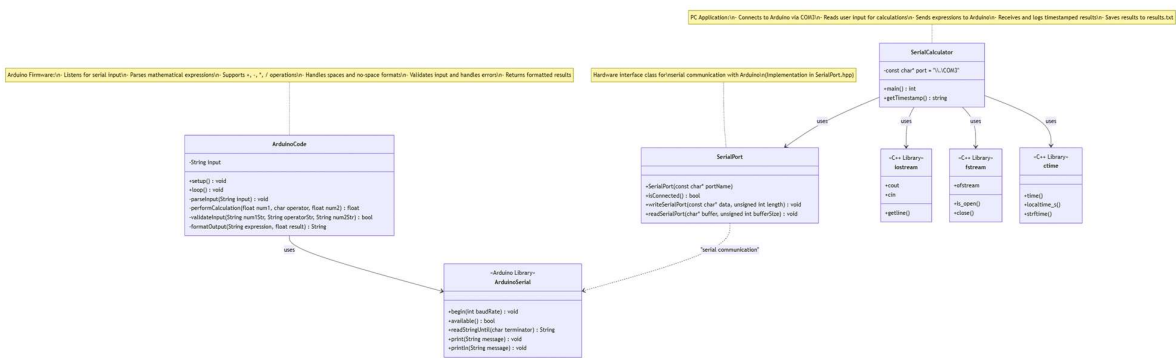 PC Application:\n- Connects to Arduino via COM3\n- Reads user input for calculations\n- Sends expressions to Arduino\n- Receives and logs timestamped results\n- Saves results to results.txt
SerialCalculator
-const char* port = "\\\\.\\COM3"
+main() : int
+getTimestamp() : string
Arduino Firmware:\n- Listens for serial input\n- Parses mathematical expressions\n- Supports +, -, *, / operations\n- Handles spaces and no-space formats\n- Validates input and handles errors\n- Returns formatted results
Hardware interface class for\nserial communication with Arduino\n(Implementation in SerialPort.hpp)
uses
uses
uses
uses
ArduinoCode
-String input
+setup() : void
+loop() : void
-parseInput(String input) : void
-performCalculation(float num1, char operator, float num2) : float
-validateInput(String num1Str, String operatorStr, String num2Str) : bool
-formatOutput(String expression, float result) : String
SerialPort
+SerialPort(const char* portName)
+isConnected() : bool
+writeSerialPort(const char* data, unsigned int length) : void
+readSerialPort(char* buffer, unsigned int bufferSize) : void
«C++ Library»
iostream
+cout
+cin
+getline()
«C++ Library»
fstream
+ofstream
+is_open()
+close()
«C++ Library»
ctime
+time()
+localtime_s()
+strftime()
uses
"serial communication"
«Arduino Library»
ArduinoSerial
+begin(int baudRate) : void
+available() : bool
+readStringUntil(char terminator) : String
+print(String message) : void
+println(String message) : void